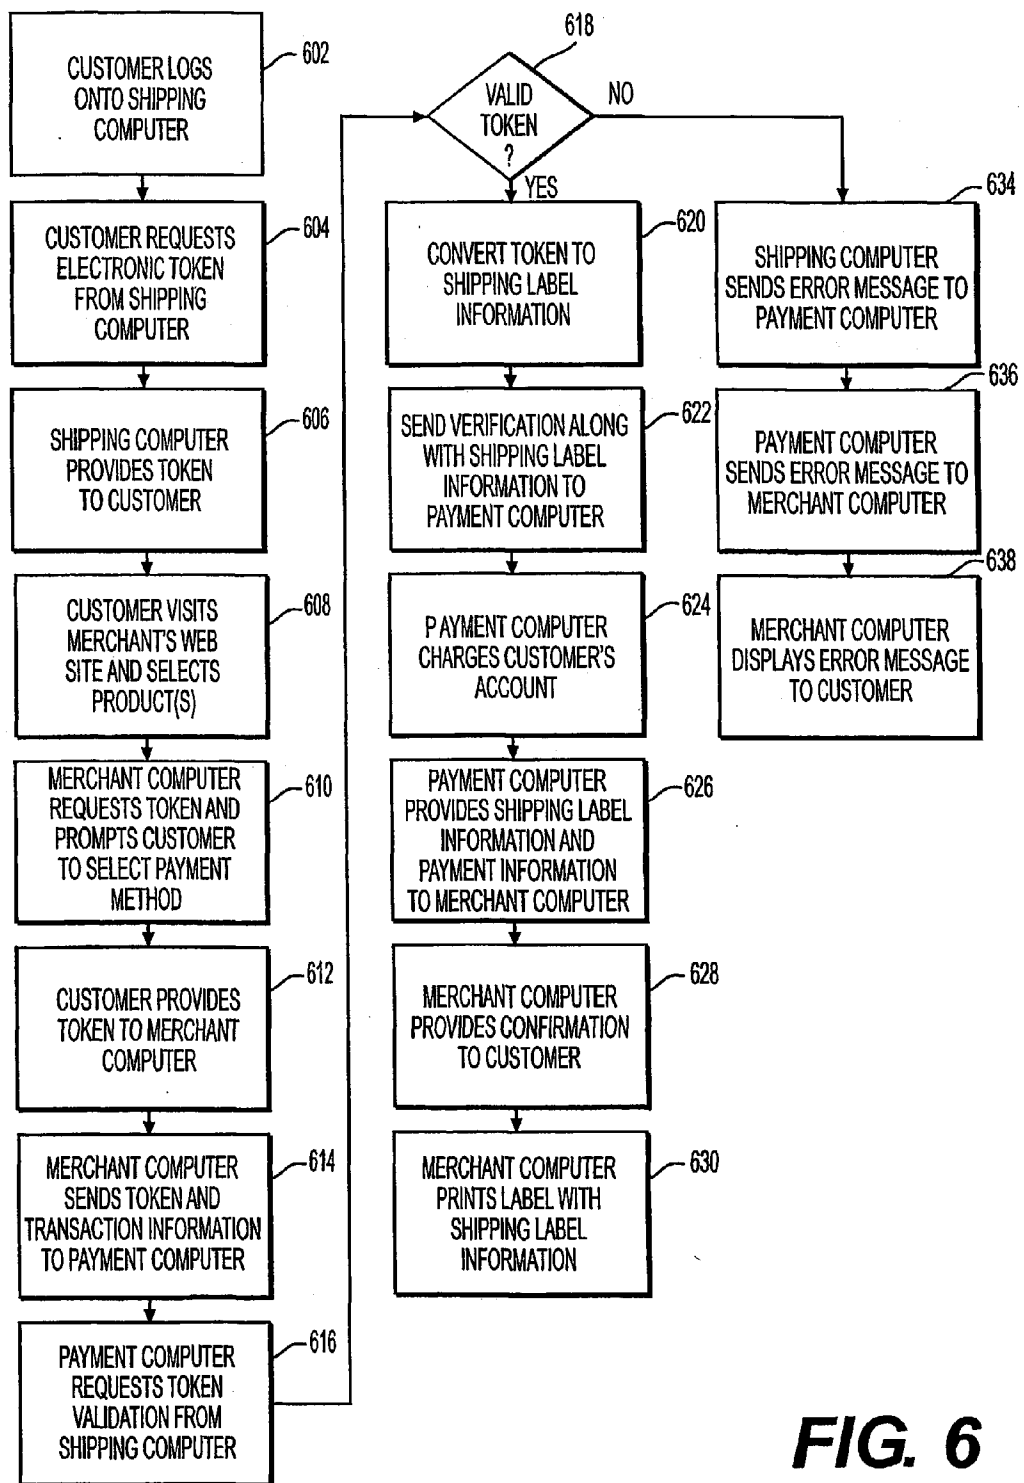 602
CUSTOMER LOGS
ONTO SHIPPING
COMPUTER
604
CUSTOMER REQUESTS
ELECTRONIC TOKEN
FROM SHIPPING
COMPUTER
606
SHIPPING COMPUTER
PROVIDES TOKEN
TO CUSTOMER
608
CUSTOMER VISITS
MERCHANT'S WEB
SITE AND SELECTS
PRODUCT(S)
610
MERCHANT COMPUTER
REQUESTS TOKEN AND
PROMPTS CUSTOMER
TO SELECT PAYMENT
METHOD
612
CUSTOMER PROVIDES
TOKEN TO MERCHANT
COMPUTER
614
MERCHANT COMPUTER
SENDS TOKEN AND
TRANSACTION INFORMATION
TO PAYMENT COMPUTER
616
PAYMENT COMPUTER
REQUESTS TOKEN
VALIDATION FROM
SHIPPING COMPUTER
618
VALID
TOKEN
?
NO
YES
620
CONVERT TOKEN TO
SHIPPING LABEL
INFORMATION
622
SEND VERIFICATION ALONG
WITH SHIPPING LABEL
INFORMATION TO
PAYMENT COMPUTER
624
PAYMENT COMPUTER
CHARGES CUSTOMER'S
ACCOUNT
626
PAYMENT COMPUTER
PROVIDES SHIPPING LABEL
INFORMATION AND
PAYMENT INFORMATION
TO MERCHANT COMPUTER
628
MERCHANT COMPUTER
PROVIDES CONFIRMATION
TO CUSTOMER
630
MERCHANT COMPUTER
PRINTS LABEL WITH
SHIPPING LABEL
INFORMATION
634
SHIPPING COMPUTER
SENDS ERROR MESSAGE TO
PAYMENT COMPUTER
636
PAYMENT COMPUTER
SENDS ERROR MESSAGE TO
MERCHANT COMPUTER
638
MERCHANT COMPUTER
DISPLAYS ERROR MESSAGE
TO CUSTOMER
FIG. 6